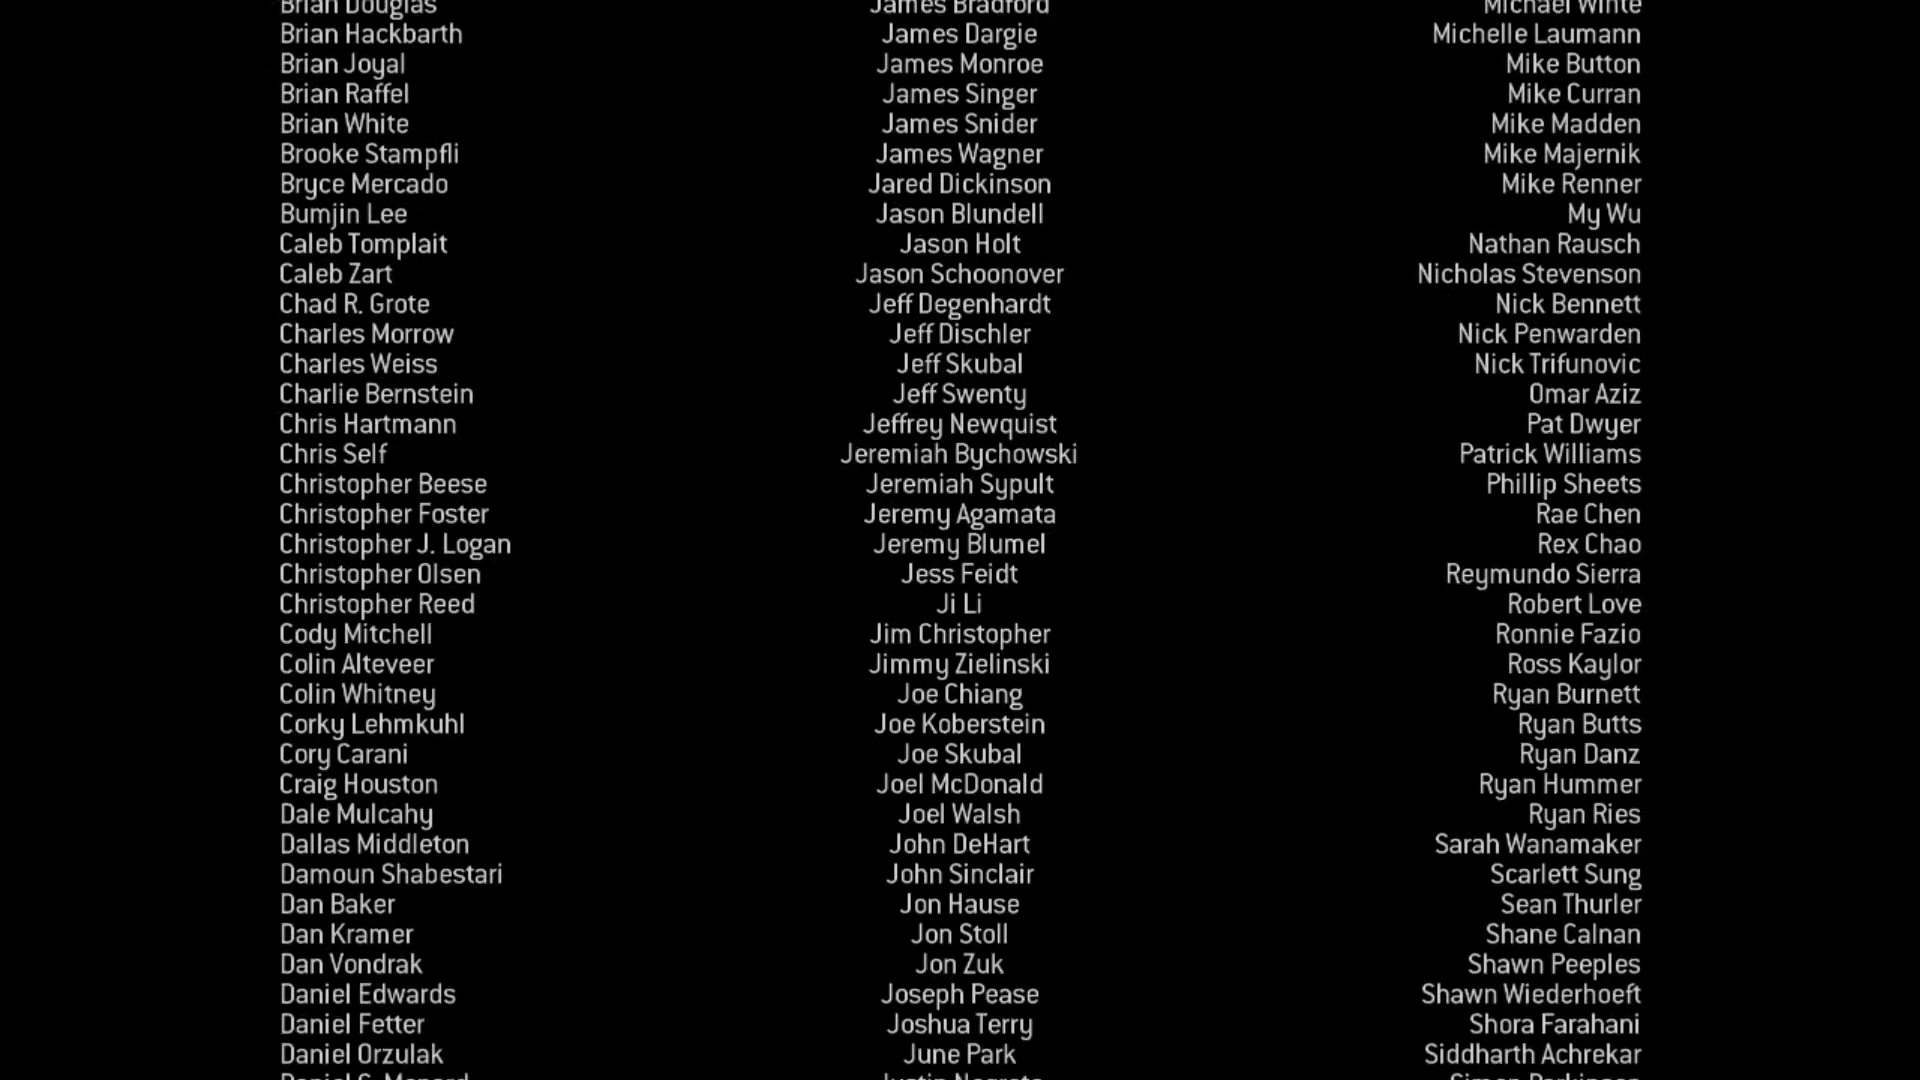 Brian Douglas
Brian Hackbarth
Brian Joyal
Brian Raffel
Brian White
Brooke Stampfli
Bryce Mercado
Bumjin Lee
Caleb Tomplait
Caleb Zart
Chad R. Grote
Charles Morrow
Charles Weiss
Charlie Bernstein
Chris Hartmann
Chris Self
Christopher Beese
Christopher Foster
Christopher J. Logan
Christopher Olsen
Christopher Reed
Cody Mitchell
Colin Alteveer
Colin Whitney
Corky Lehmkuhl
Cory Carani
Craig Houston
Dale Mulcahy
Dallas Middleton
Damoun Shabestari
Dan Baker
Dan Kramer
Dan Vondrak
Daniel Edwards
Daniel Fetter
Daniel Orzulak
James Bradford
James Dargie
James Monroe
James Singer
James Snider
James Wagner
Jared Dickinson
Jason Blundell
Jason Holt
Jason Schoonover
Jeff Degenhardt
Jeff Dischler
Jeff Skubal
Jeff Swenty
Jeffrey Newquist
Jeremiah Bychowski
Jeremiah Sypult
Jeremy Agamata
Jeremy Blumel
Jess Feidt
Ji Li
Jim Christopher
Jimmy Zielinski
Joe Chiang
Joe Koberstein
Joe Skubal
Joel McDonald
Joel Walsh
John DeHart
John Sinclair
Jon Hause
Jon Stoll
Jon Zuk
Joseph Pease
Joshua Terry
June Park
Michael
Michelle Laumann
Mike Button
Mike Curran
Mike Madden
Mike Majernik
Mike Renner
My Wu
Nathan Rausch
Nicholas Stevenson
Nick Bennett
Nick Penwarden
Nick Trifunovic
Omar Aziz
Pat Dwyer
Patrick Williams
Phillip Sheets
Rae Chen
Rex Chao
Reymundo Sierra
Robert Love
Ronnie Fazio
Ross Kaylor
Ryan Burnett
Ryan Butts
Ryan Danz
Ryan Hummer
Ryan Ries
Sarah Wanamaker
Scarlett Sung
Sean Thurler
Shane Calnan
Shawn Peeples
Shawn Wiederhoeft
Shora Farahani
Siddharth Achrekar